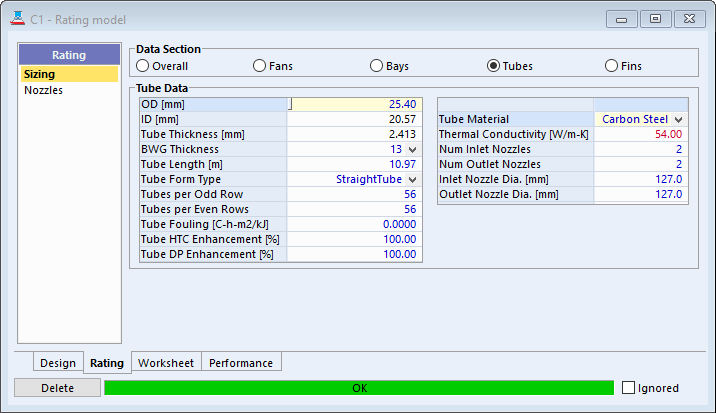 C1 - Rating model
Rating
Sizing
Nozzles
Data Section
Overall Fans Bays Tubes Fins
Tube Data
OD [mm] 25.40
ID [mm] 20.57
Tube Thickness [mm] 2.413
BWG Thickness 13
Tube Length [m] 10.97
Tube Form Type StraightTube
Tubes per Odd Row 56
Tubes per Even Rows 56
Tube Fouling [C-h-m2/kJ] 0.0000
Tube HTC Enhancement [%] 100.00
Tube DP Enhancement [%] 100.00
Tube Material Carbon Steel
Thermal Conductivity [W/m-K] 54.00
Num Inlet Nozzles 2
Num Outlet Nozzles 2
Inlet Nozzle Dia. [mm] 127.0
Outlet Nozzle Dia. [mm] 127.0
Design Rating Worksheet Performance
Delete OK Ignored